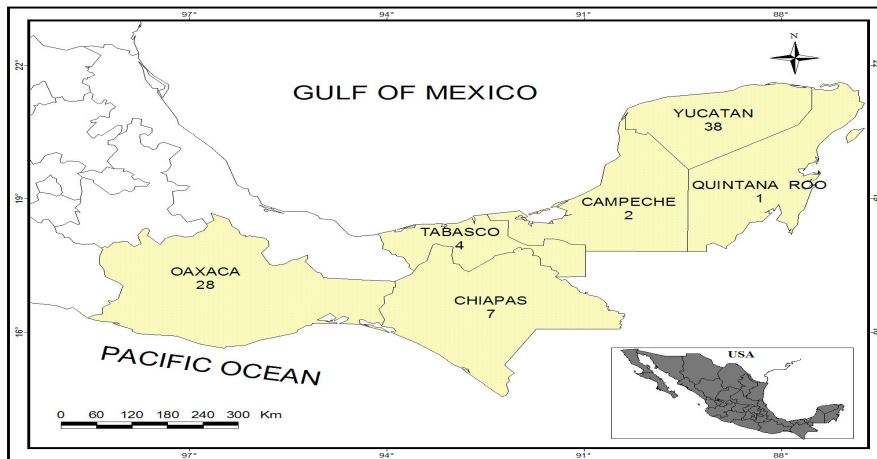 97° 94° 91° 88°
N
22°
GULF OF MEXICO
YUCATAN
38
19°
QUINTANA ROO
1
CAMPECHE
2
TABASCO
4
OAXACA
28
CHIAPAS
7
16°
PACIFIC OCEAN
USA
0 60 120 180 240 300 Km
97° 94° 91° 88°